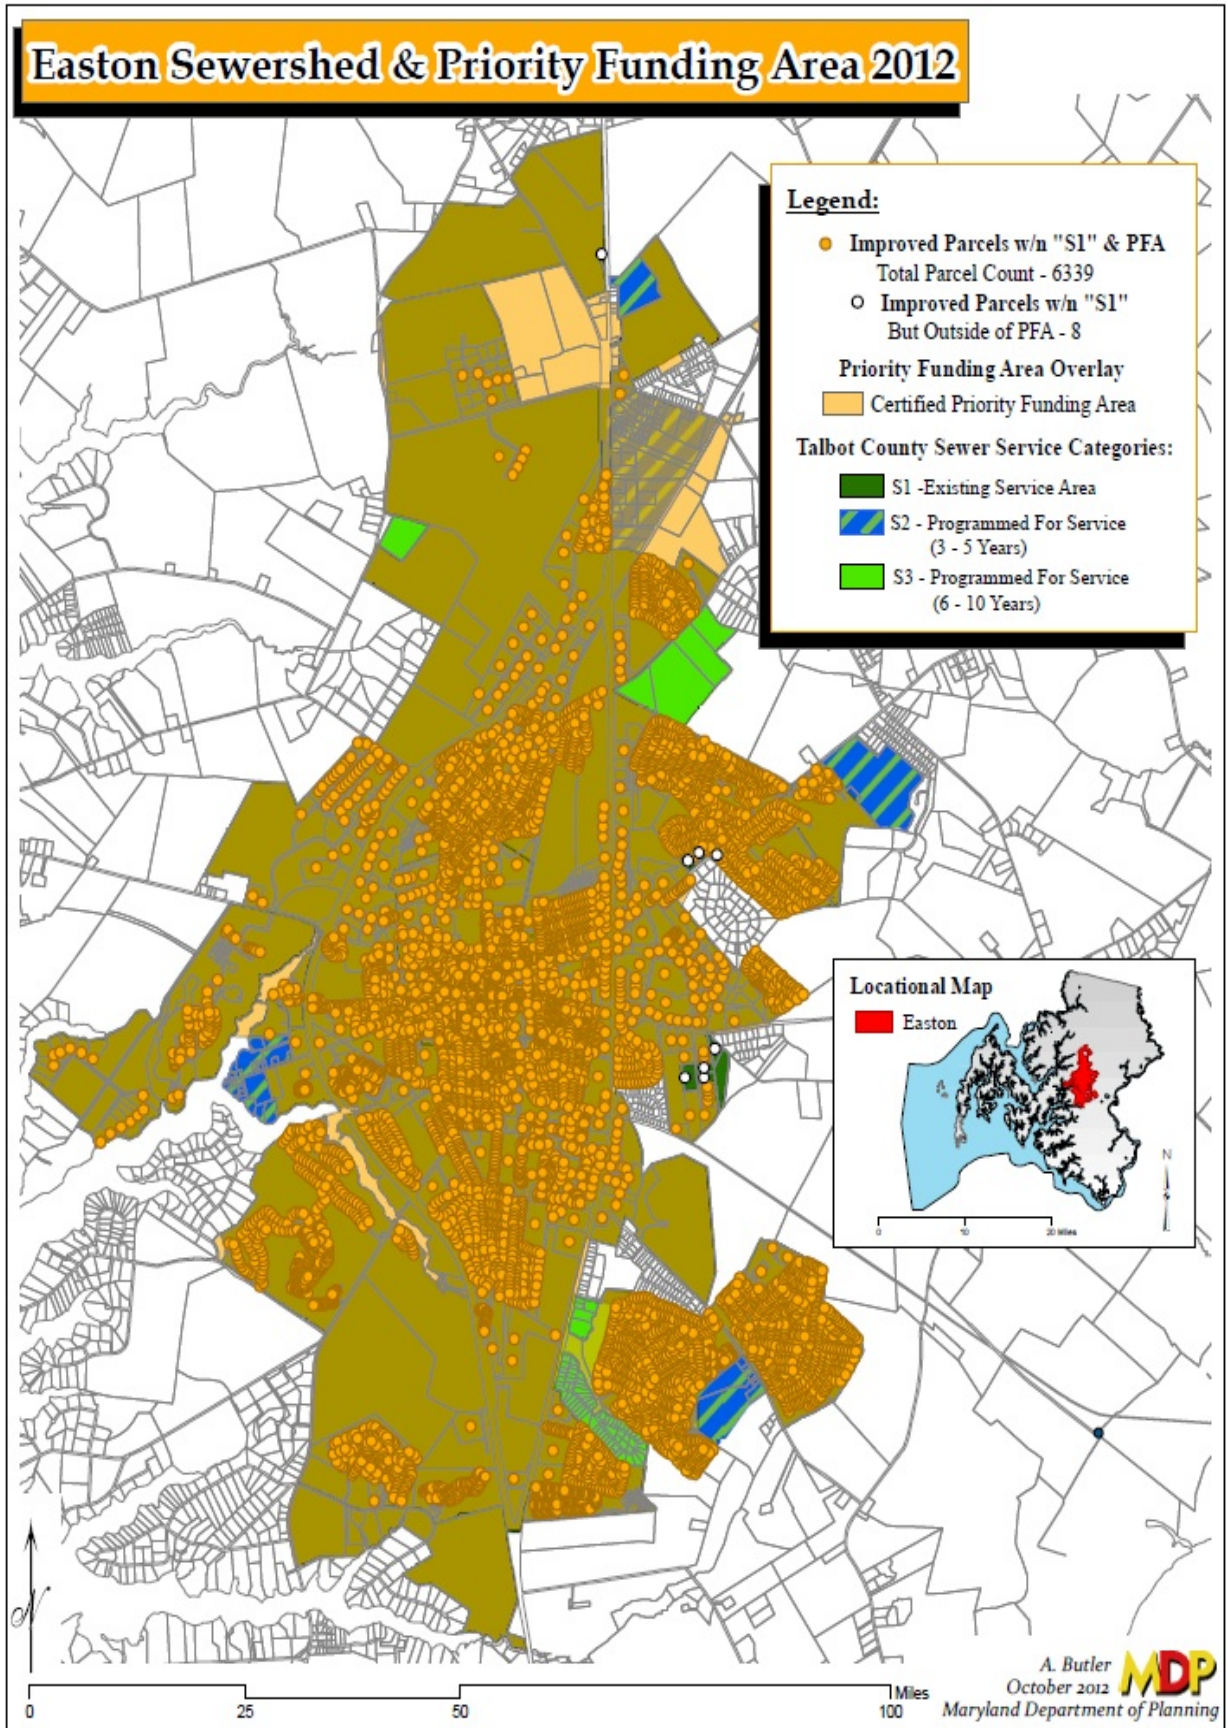 Easton Sewershed & Priority Funding Area 2012
Legend:
Improved Parcels w/n "S1" & PFA
Total Parcel Count - 6339
Improved Parcels w/n "S1"
But Outside of PFA - 8
Priority Funding Area Overlay
Certified Priority Funding Area
Talbot County Sewer Service Categories:
S1 -Existing Service Area
S2 - Programmed For Service
(3 - 5 Years)
S3 - Programmed For Service
(6 - 10 Years)
Locational Map
Easton
N
0 10 20 Miles
N
A. Butler
October 2012
MDP
Maryland Department of Planning
Miles
0 25 50 100